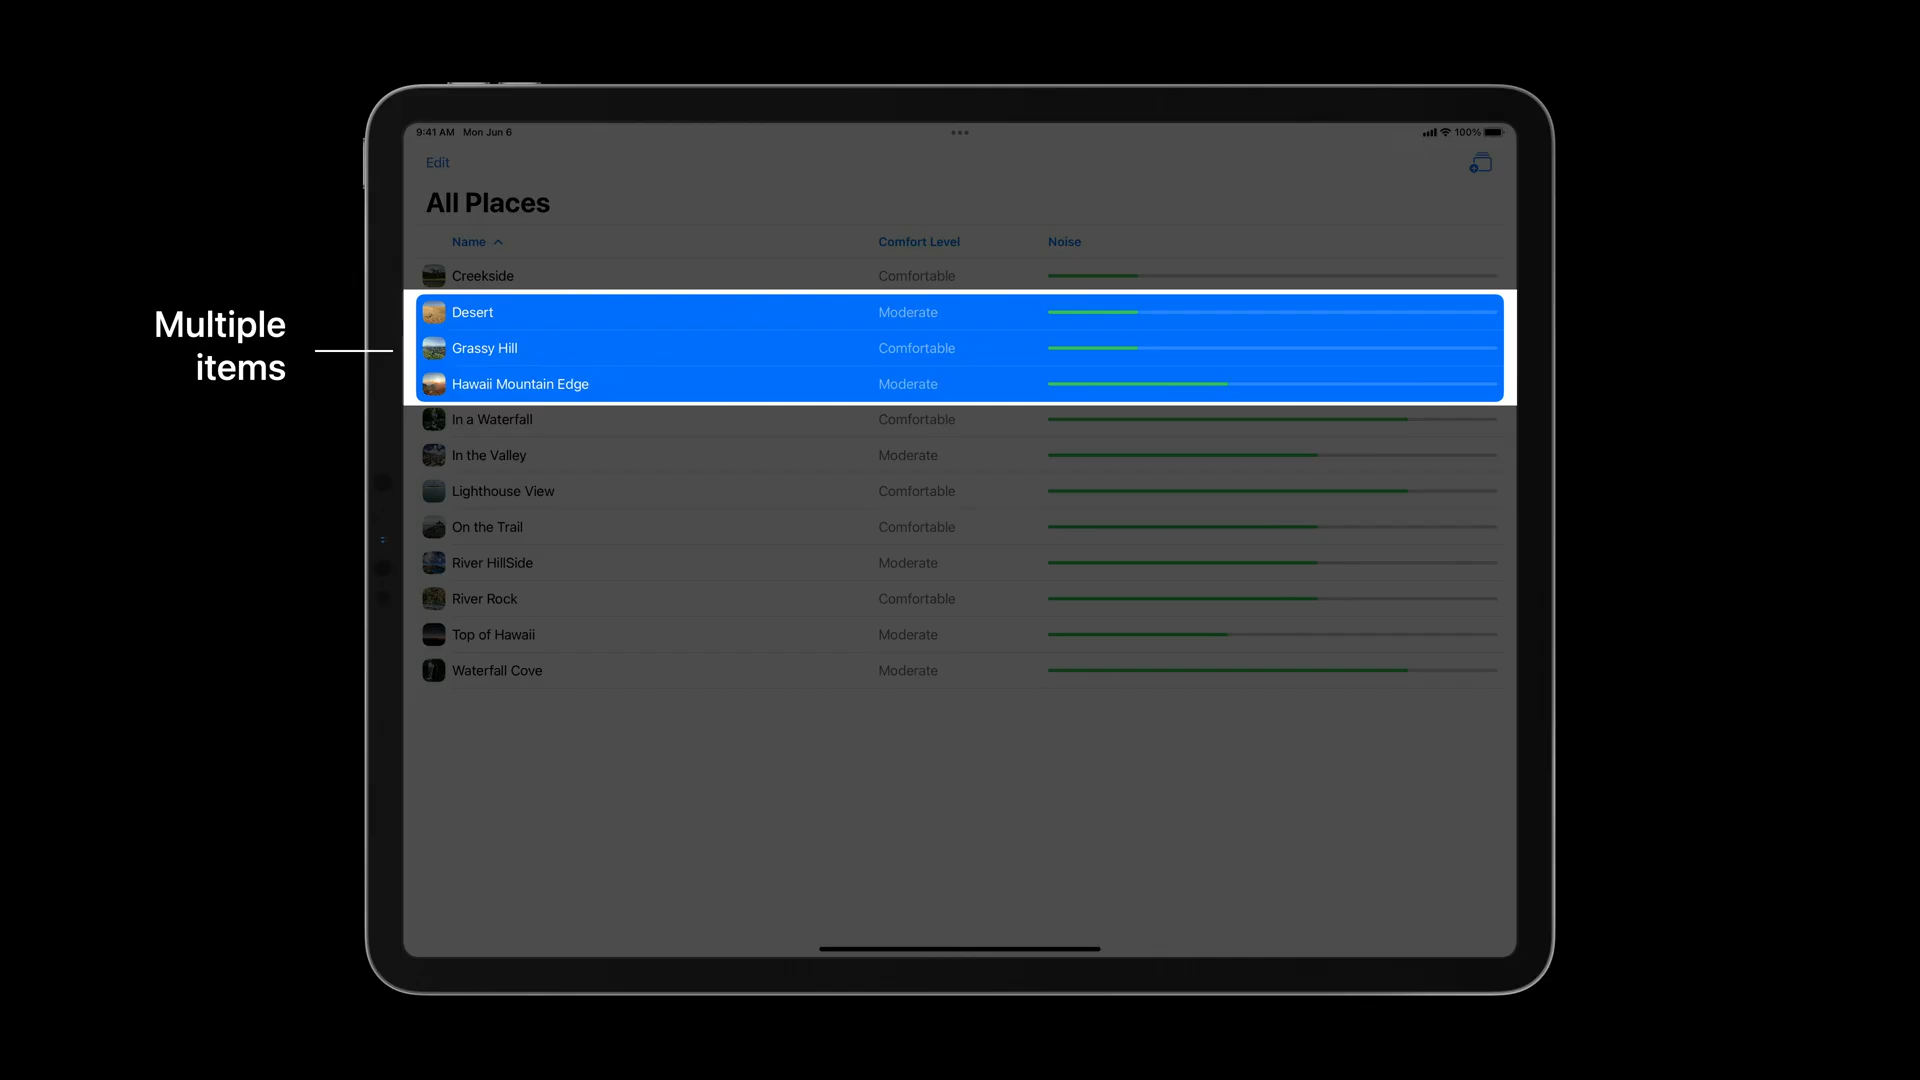 9:41 AM Mon Jun 6 100%
Edit
All Places
Name Comfort Level Noise
Creekside Comfortable
Desert Moderate
Multiple
items
Grassy Hill Comfortable
Hawaii Mountain Edge Moderate
In a Waterfall Comfortable
In the Valley Moderate
Lighthouse View Comfortable
On the Trail Comfortable
River HillSide Moderate
River Rock Comfortable
Top of Hawaii Moderate
Waterfall Cove Moderate